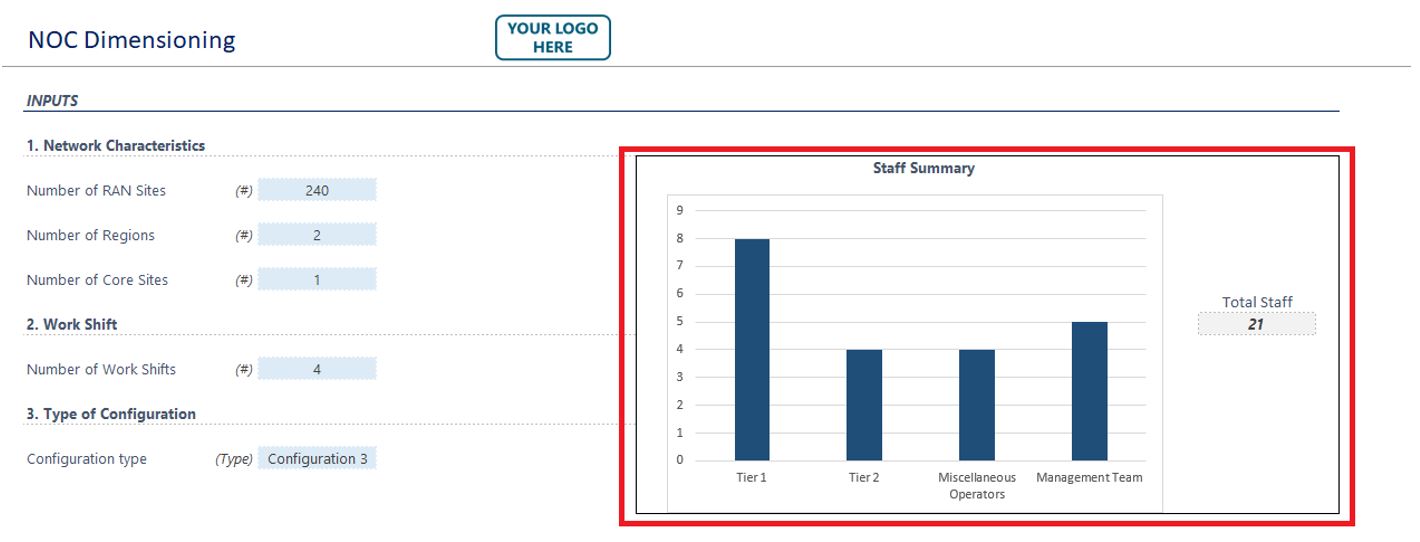 NOC Dimensioning
YOUR LOGO
HERE
INPUTS
1. Network Characteristics
Number of RAN Sites (#) 240
Number of Regions (#) 2
Number of Core Sites (#) 1
2. Work Shift
Number of Work Shifts (#) 4
3. Type of Configuration
Configuration type (Type) Configuration 3
Staff Summary
9
8
7
6
5
4
3
2
1
0
Tier 1 Tier 2 Miscellaneous Management Team
Operators
Total Staff
21